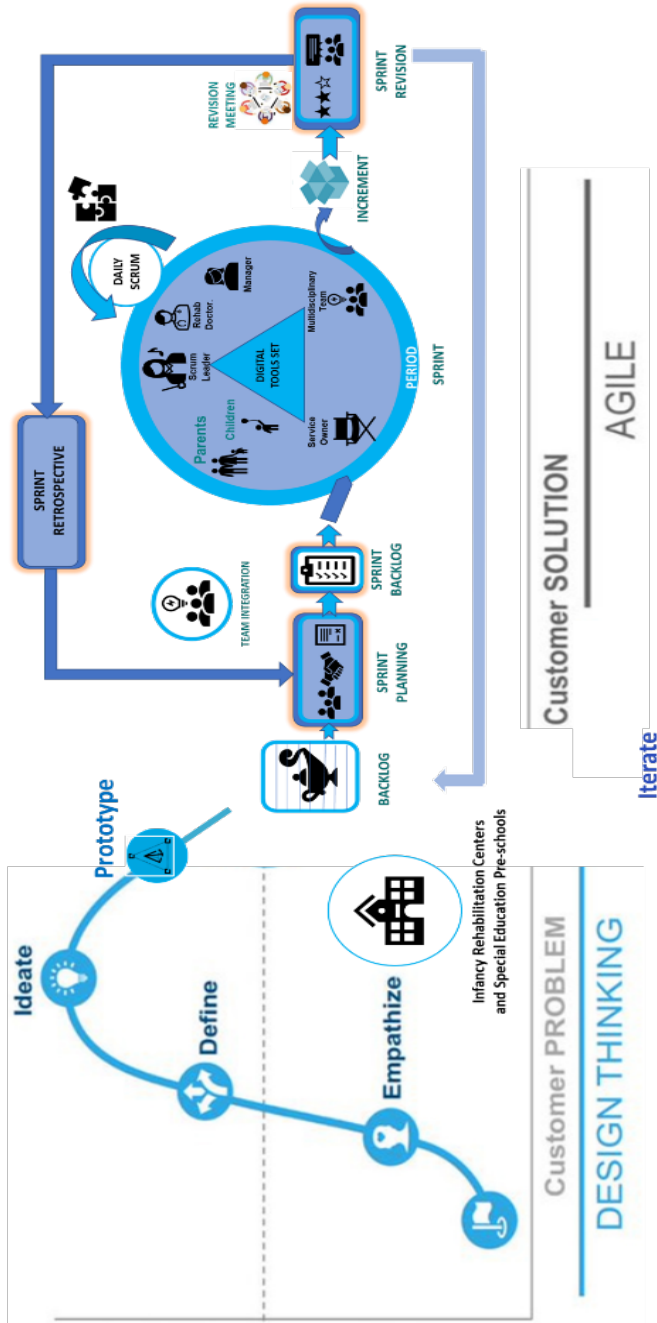 Ideate
Prototype
Define
Empathize
Infancy Rehabilitation Centers
and Special Education Pre-schools
Customer PROBLEM
DESIGN THINKING
BACKLOG
SPRINT
PLANNING
SPRINT
BACKLOG
TEAM INTEGRATION
SPRINT
RETROSPECTIVE
DAILY
SCRUM
Parents
Children
Scrum
Leader
Rehab
Doctor.
Manager
DIGITAL
TOOLS SET
Service
Owner
Multidisciplinary
Team
PERIOD
SPRINT
INCREMENT
REVISION
MEETING
SPRINT
REVISION
Iterate
Customer SOLUTION
AGILE